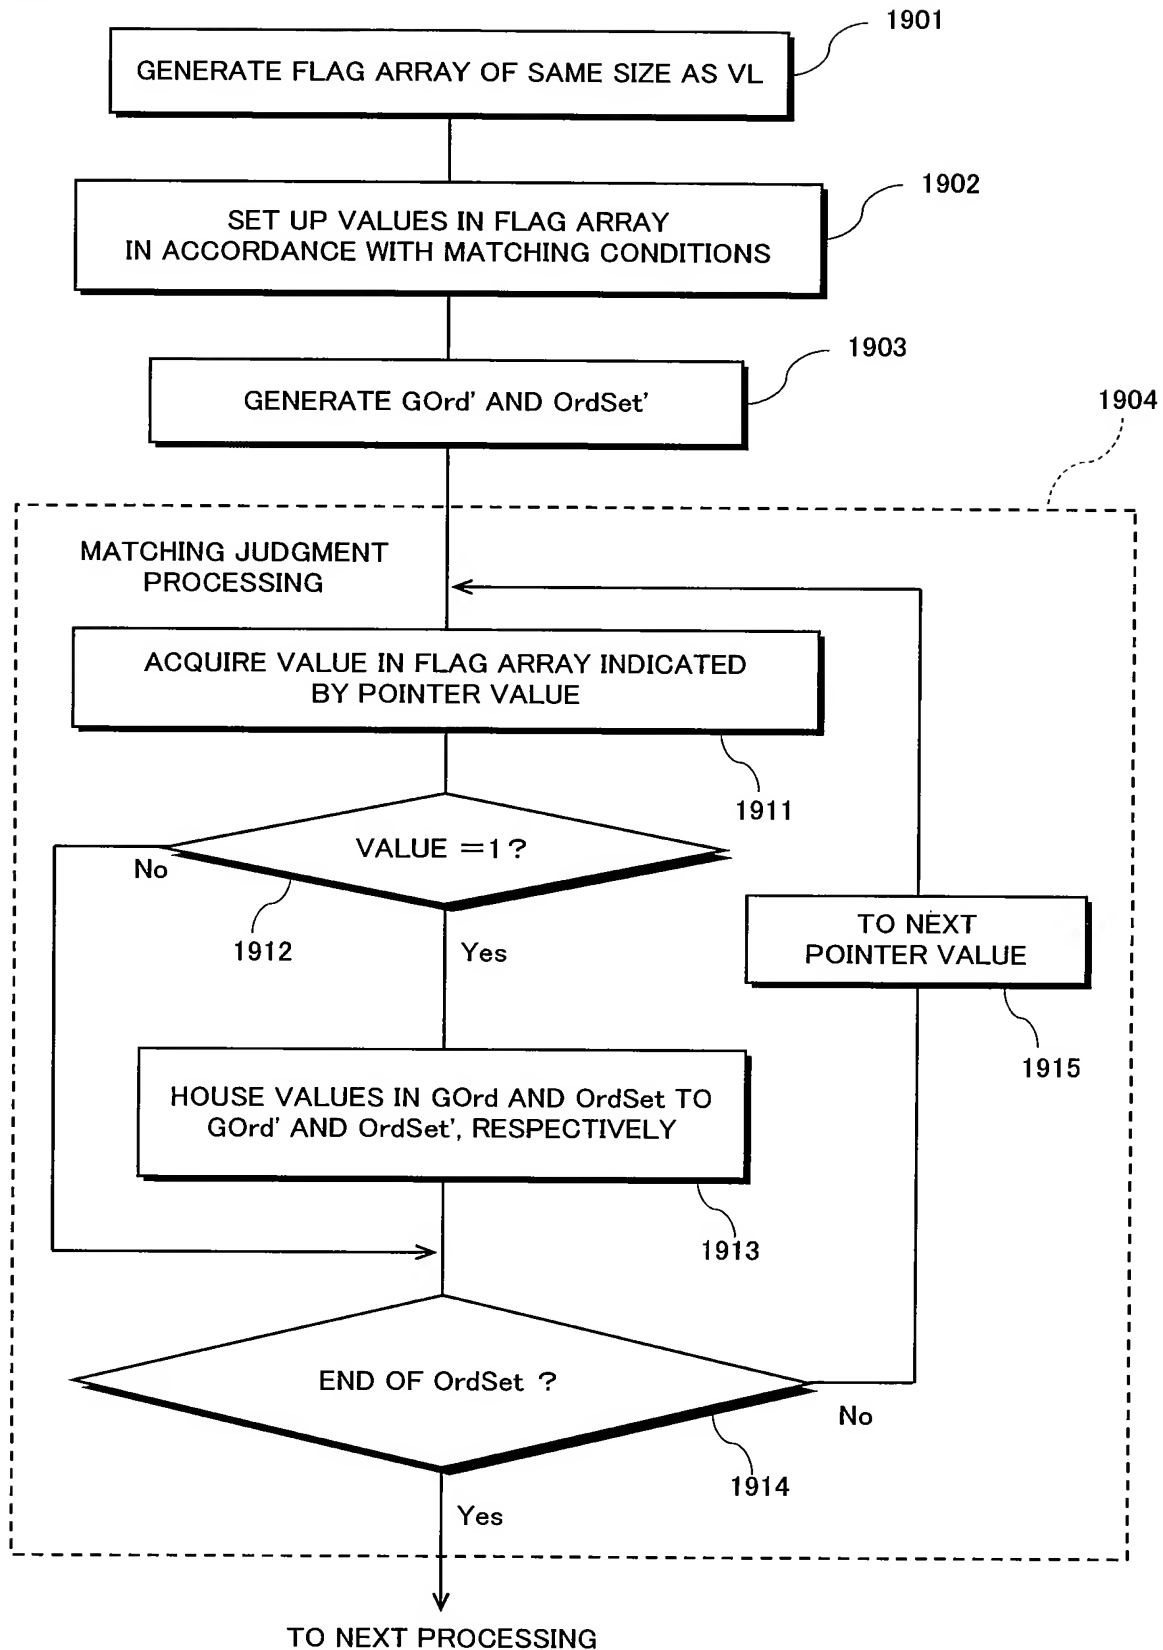 1901
GENERATE FLAG ARRAY OF SAME SIZE AS VL
1902
SET UP VALUES IN FLAG ARRAY
IN ACCORDANCE WITH MATCHING CONDITIONS
1903
GENERATE GOrd' AND OrdSet'
1904
MATCHING JUDGMENT
PROCESSING
ACQUIRE VALUE IN FLAG ARRAY INDICATED
BY POINTER VALUE
1911
VALUE =1?
No
1912
Yes
TO NEXT
POINTER VALUE
1915
HOUSE VALUES IN GOrd AND OrdSet TO
GOrd' AND OrdSet', RESPECTIVELY
1913
END OF OrdSet ?
No
1914
Yes
TO NEXT PROCESSING